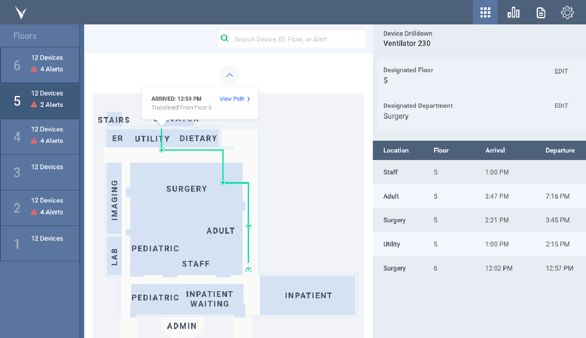 Floors
6
12 Devices
4 Alerts
5
12 Devices
2 Alerts
4
12 Devices
4 Alerts
3
12 Devices
2
12 Devices
4 Alerts
1
12 Devices
Search Device, ID, Floor, or Alert
ARRIVED: 12:59 PM
View Path
Transfered From Floor 6
STAIRS
ER
UTILITY
DIETARY
IMAGING
SURGERY
ADULT
LAB
PEDIATRIC
STAFF
PEDIATRIC
INPATIENT
WAITING
INPATIENT
ADMIN
Device Drilldown
Ventilator 230
Designated Floor
EDIT
5
Designated Department
EDIT
Surgery
Location Floor Arrival Departure
Staff 5 1:00 PM
Adult 5 3:47 PM 7:16 PM
Surgery 5 2:21 PM 3:45 PM
Utility 5 1:00 PM 2:15 PM
Surgery 6 12:02 PM 12:57 PM